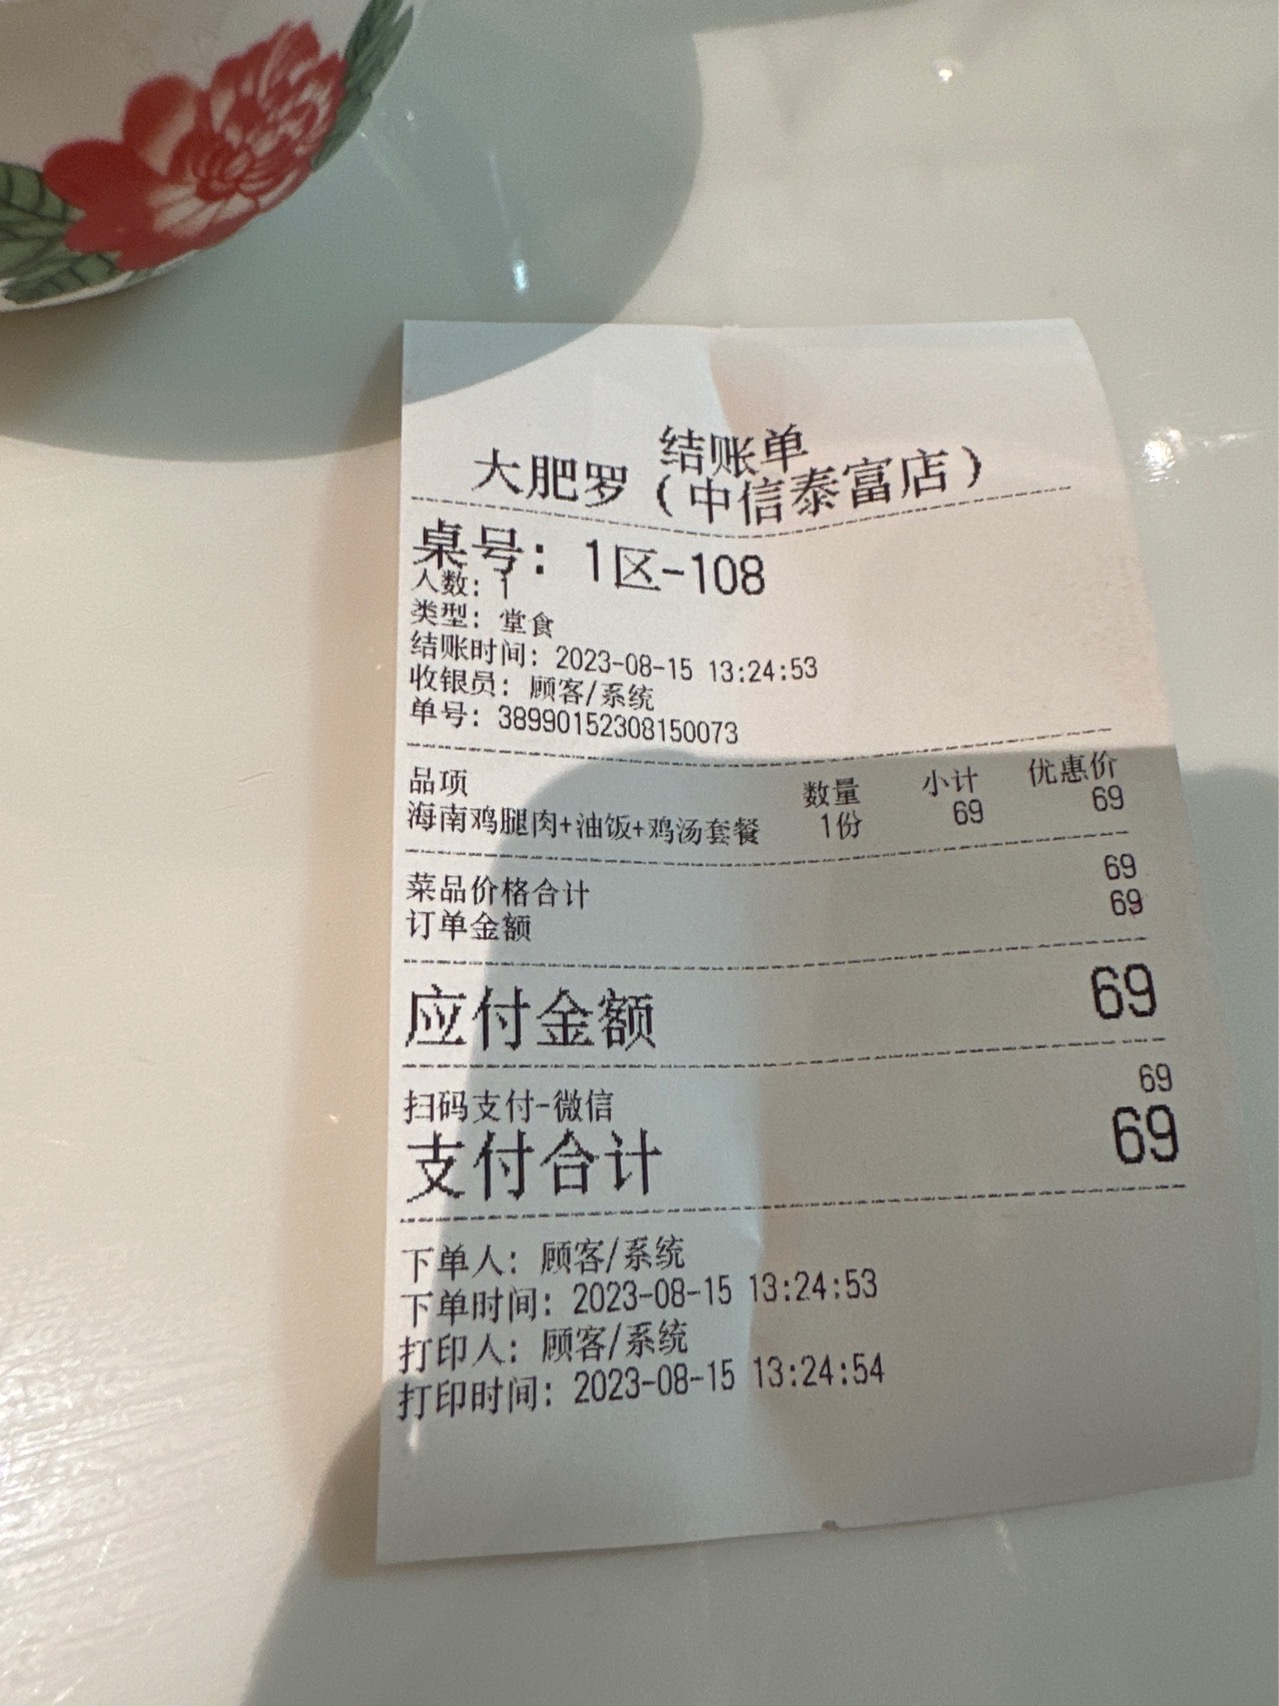 结账单
大肥罗（中信泰富店）
桌号：1区-108
人数：1
类型：堂食
结账时间：2023-08-15 13:24:53
收银员：顾客/系统
单号：38990152308150073
品项 数量 小计 优惠价
海南鸡腿肉+油饭+鸡汤套餐 1份 69 69
菜品价格合计 69
订单金额 69
应付金额 69
扫码支付-微信 69
支付合计 69
下单人：顾客/系统
下单时间：2023-08-15 13:24:53
打印人：顾客/系统
打印时间：2023-08-15 13:24:54